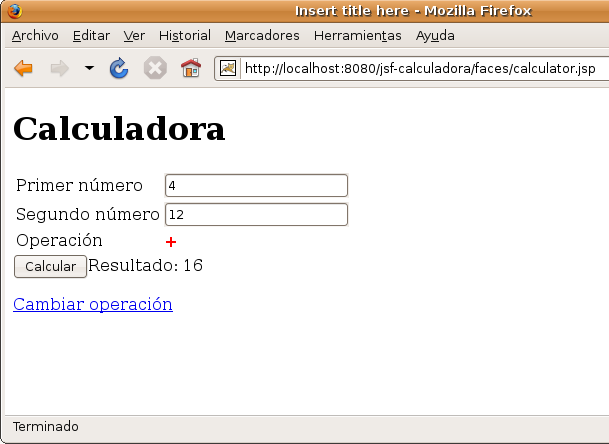 Insert title here - Mozilla Firefox
Archivo Editar Ver Historial Marcadores Herramientas Ayuda
http://localhost:8080/jsf-calculadora/faces/calculator.jsp
Calculadora
Primer número 4
Segundo número 12
Operación +
Calcular Resultado: 16
Cambiar operación
Terminado